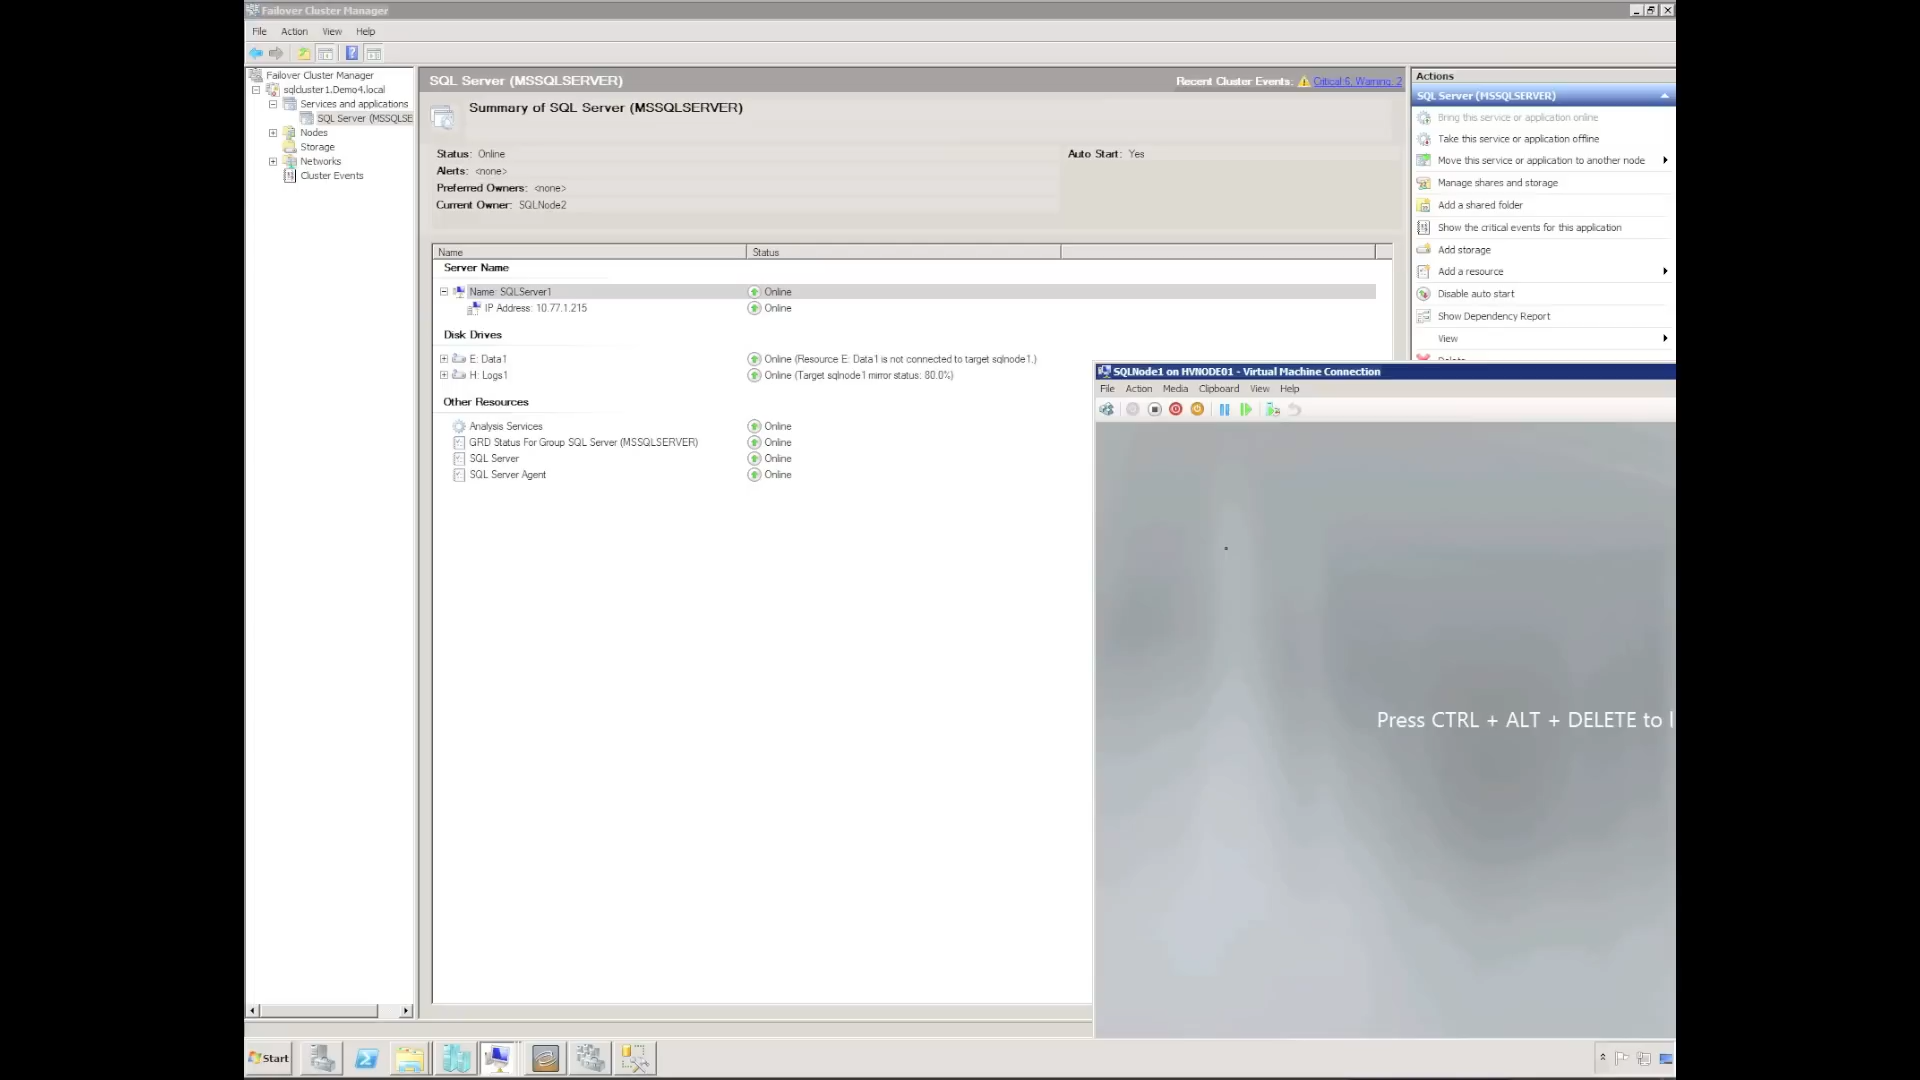 Failover Cluster Manager
File Action View Help
Failover Cluster Manager
sqlcluster1.Demo4.local
Services and applications
SQL Server (MSSQLSE
Nodes
Storage
Networks
Cluster Events
SQL Server (MSSQLSERVER)
Recent Cluster Events: Critical 6, Warning: 2
Summary of SQL Server (MSSQLSERVER)
Status: Online
Auto Start: Yes
Alerts: <none>
Preferred Owners: <none>
Current Owner: SQLNode2
Name Status
Server Name
Name: SQLServer1 Online
IP Address: 10.77.1.215 Online
Disk Drives
E: Data1 Online (Resource E: Data1 is not connected to target sqlnode1.)
H: Logs1 Online (Target sqlnode1 mirror status: 80.0%)
Other Resources
Analysis Services Online
GRD Status For Group SQL Server (MSSQLSERVER) Online
SQL Server Online
SQL Server Agent Online
Actions
SQL Server (MSSQLSERVER)
Bring this service or application online
Take this service or application offline
Move this service or application to another node
Manage shares and storage
Add a shared folder
Show the critical events for this application
Add storage
Add a resource
Disable auto start
Show Dependency Report
View
SQLNode1 on HVNODE01 - Virtual Machine Connection
File Action Media Clipboard View Help
Press CTRL + ALT + DELETE to l
Start